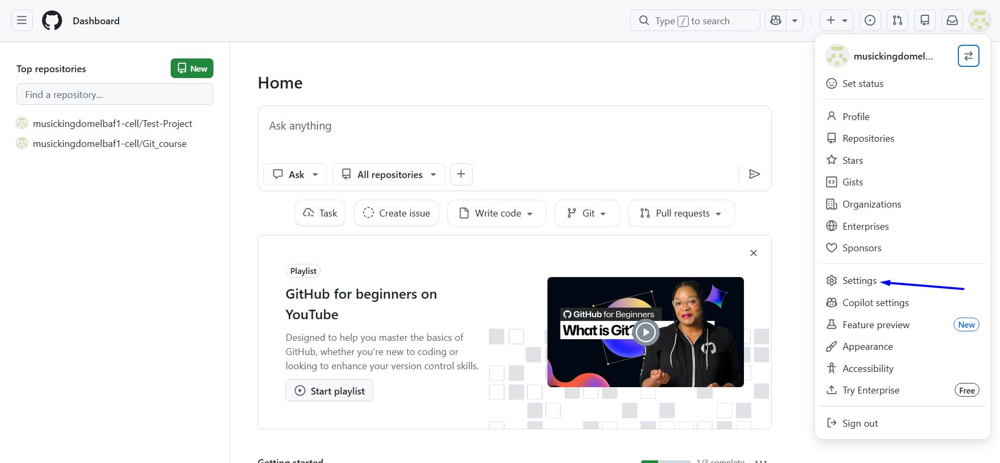 Dashboard
Type / to search
Top repositories
New
Find a repository...
musickingdomelbaf1-cell/Test-Project
musickingdomelbaf1-cell/Git_course
Home
Ask anything
Ask
All repositories
Task
Create issue
Write code
Git
Pull requests
Playlist
GitHub for beginners on
YouTube
Designed to help you master the basics of
GitHub, whether you're new to coding or
looking to enhance your version control skills.
Start playlist
GitHub for Beginners
What is Git?
Getting started
1/3 complete
musickingdomel...
Set status
Profile
Repositories
Stars
Gists
Organizations
Enterprises
Sponsors
Settings
Copilot settings
Feature preview
New
Appearance
Accessibility
Try Enterprise
Free
Sign out